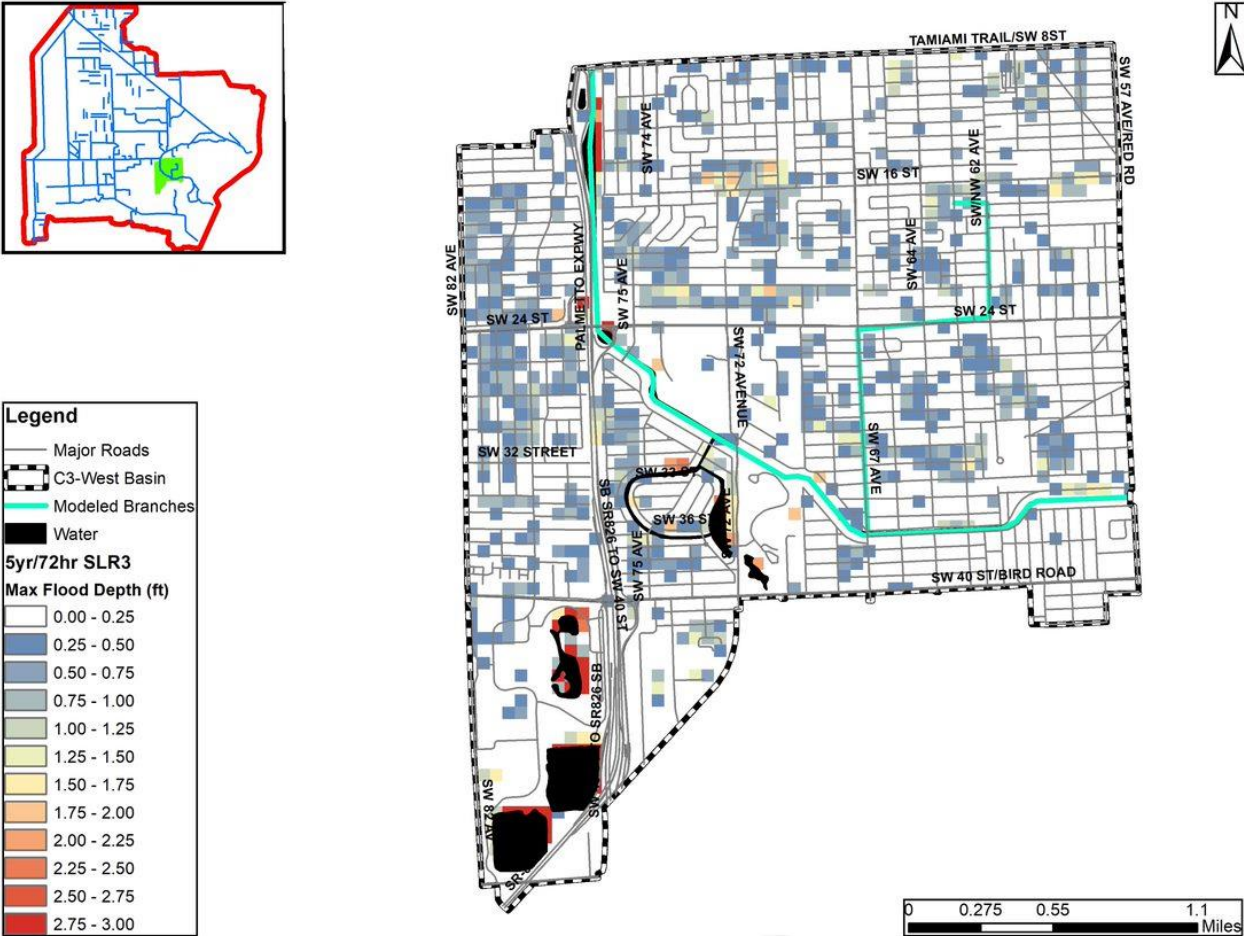 N
TAMIAMI TRAIL/SW 8ST
SW 57 AVE/RED RD
SW 74 AVE
SW/NW 62 AVE
SW 16 ST
SW 64 AVE
PALMETTO EXPWY
SW 82 AVE
SW 75 AVE
SW 24 ST
SW 24 ST
SW 72 AVENUE
SW 32 STREET
SW 67 AVE
SB SR826 TO SW 40 ST
SW 36 ST
SW 75 AVE
SW 40 ST/BIRD ROAD
TO SR826 SB
SW 82 AV
Legend
Major Roads
C3-West Basin
Modeled Branches
Water
5yr/72hr SLR3
Max Flood Depth (ft)
0.00 - 0.25
0.25 - 0.50
0.50 - 0.75
0.75 - 1.00
1.00 - 1.25
1.25 - 1.50
1.50 - 1.75
1.75 - 2.00
2.00 - 2.25
2.25 - 2.50
2.50 - 2.75
2.75 - 3.00
0 0.275 0.55 1.1
Miles